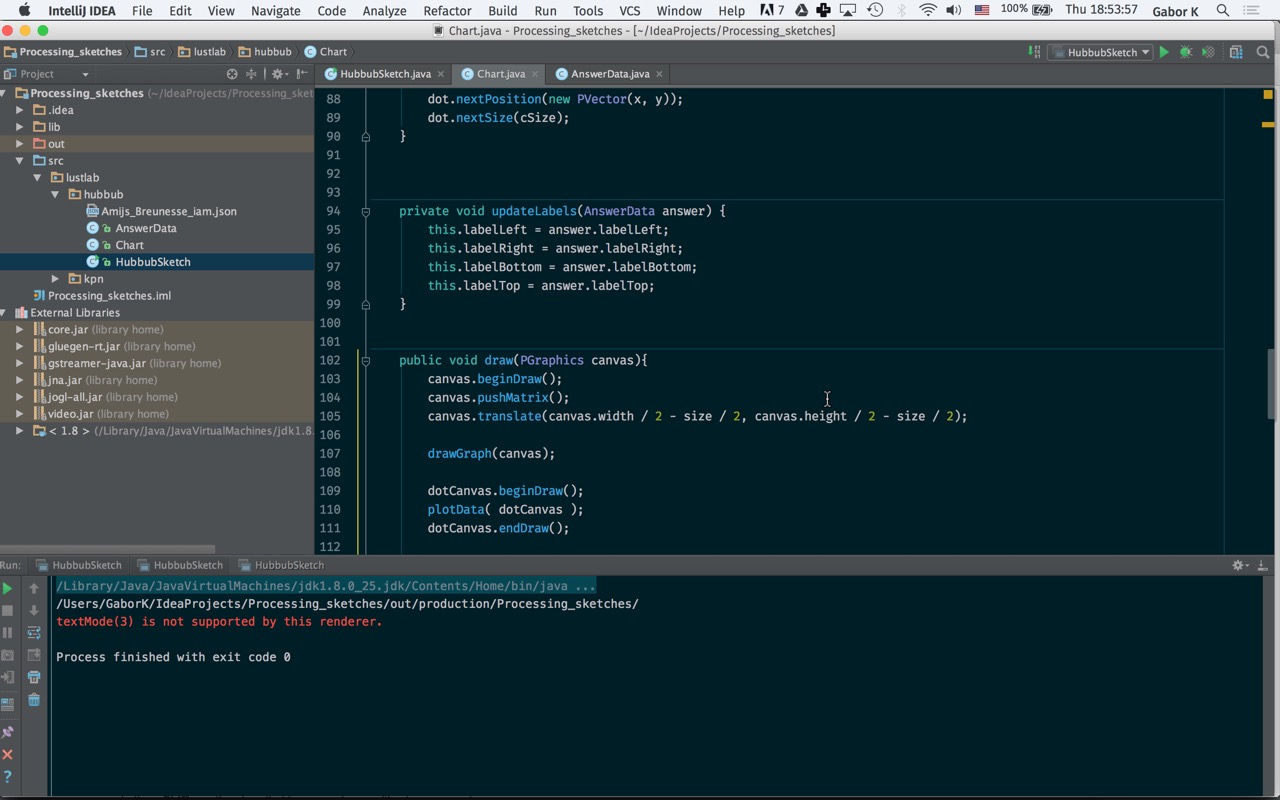 IntelliJ IDEA File Edit View Navigate Code Analyze Refactor Build Run Tools VCS Window Help 7 100% Thu 18:53:57 Gabor K
Chart.java - Processing_sketches - [~/IdeaProjects/Processing_sketches]
Processing_sketches src lustlab hubbub Chart HubbubSketch
Project HubbubSketch.java Chart.java AnswerData.java
Processing_sketches (~/IdeaProjects/Processing_sket
.idea
lib
out
src
lustlab
hubbub
Amijs_Breunesse_iam.json
AnswerData
Chart
HubbubSketch
kpn
Processing_sketches.iml
External Libraries
core.jar (library home)
gluegen-rt.jar (library home)
gstreamer-java.jar (library home)
jna.jar (library home)
jogl-all.jar (library home)
video.jar (library home)
< 1.8 > (/Library/Java/JavaVirtualMachines/jdk1.8
88 dot.nextPosition(new PVector(x, y));
89 dot.nextSize(cSize);
90 }
91
92
93
94 private void updateLabels(AnswerData answer) {
95 this.labelLeft = answer.labelLeft;
96 this.labelRight = answer.labelRight;
97 this.labelBottom = answer.labelBottom;
98 this.labelTop = answer.labelTop;
99 }
100
101
102 public void draw(PGraphics canvas){
103 canvas.beginDraw();
104 canvas.pushMatrix();
105 canvas.translate(canvas.width / 2 - size / 2, canvas.height / 2 - size / 2);
106
107 drawGraph(canvas);
108
109 dotCanvas.beginDraw();
110 plotData( dotCanvas );
111 dotCanvas.endDraw();
112
Run: HubbubSketch HubbubSketch HubbubSketch
/Library/Java/JavaVirtualMachines/jdk1.8.0_25.jdk/Contents/Home/bin/java ...
/Users/GaborK/IdeaProjects/Processing_sketches/out/production/Processing_sketches/
textMode(3) is not supported by this renderer.
Process finished with exit code 0